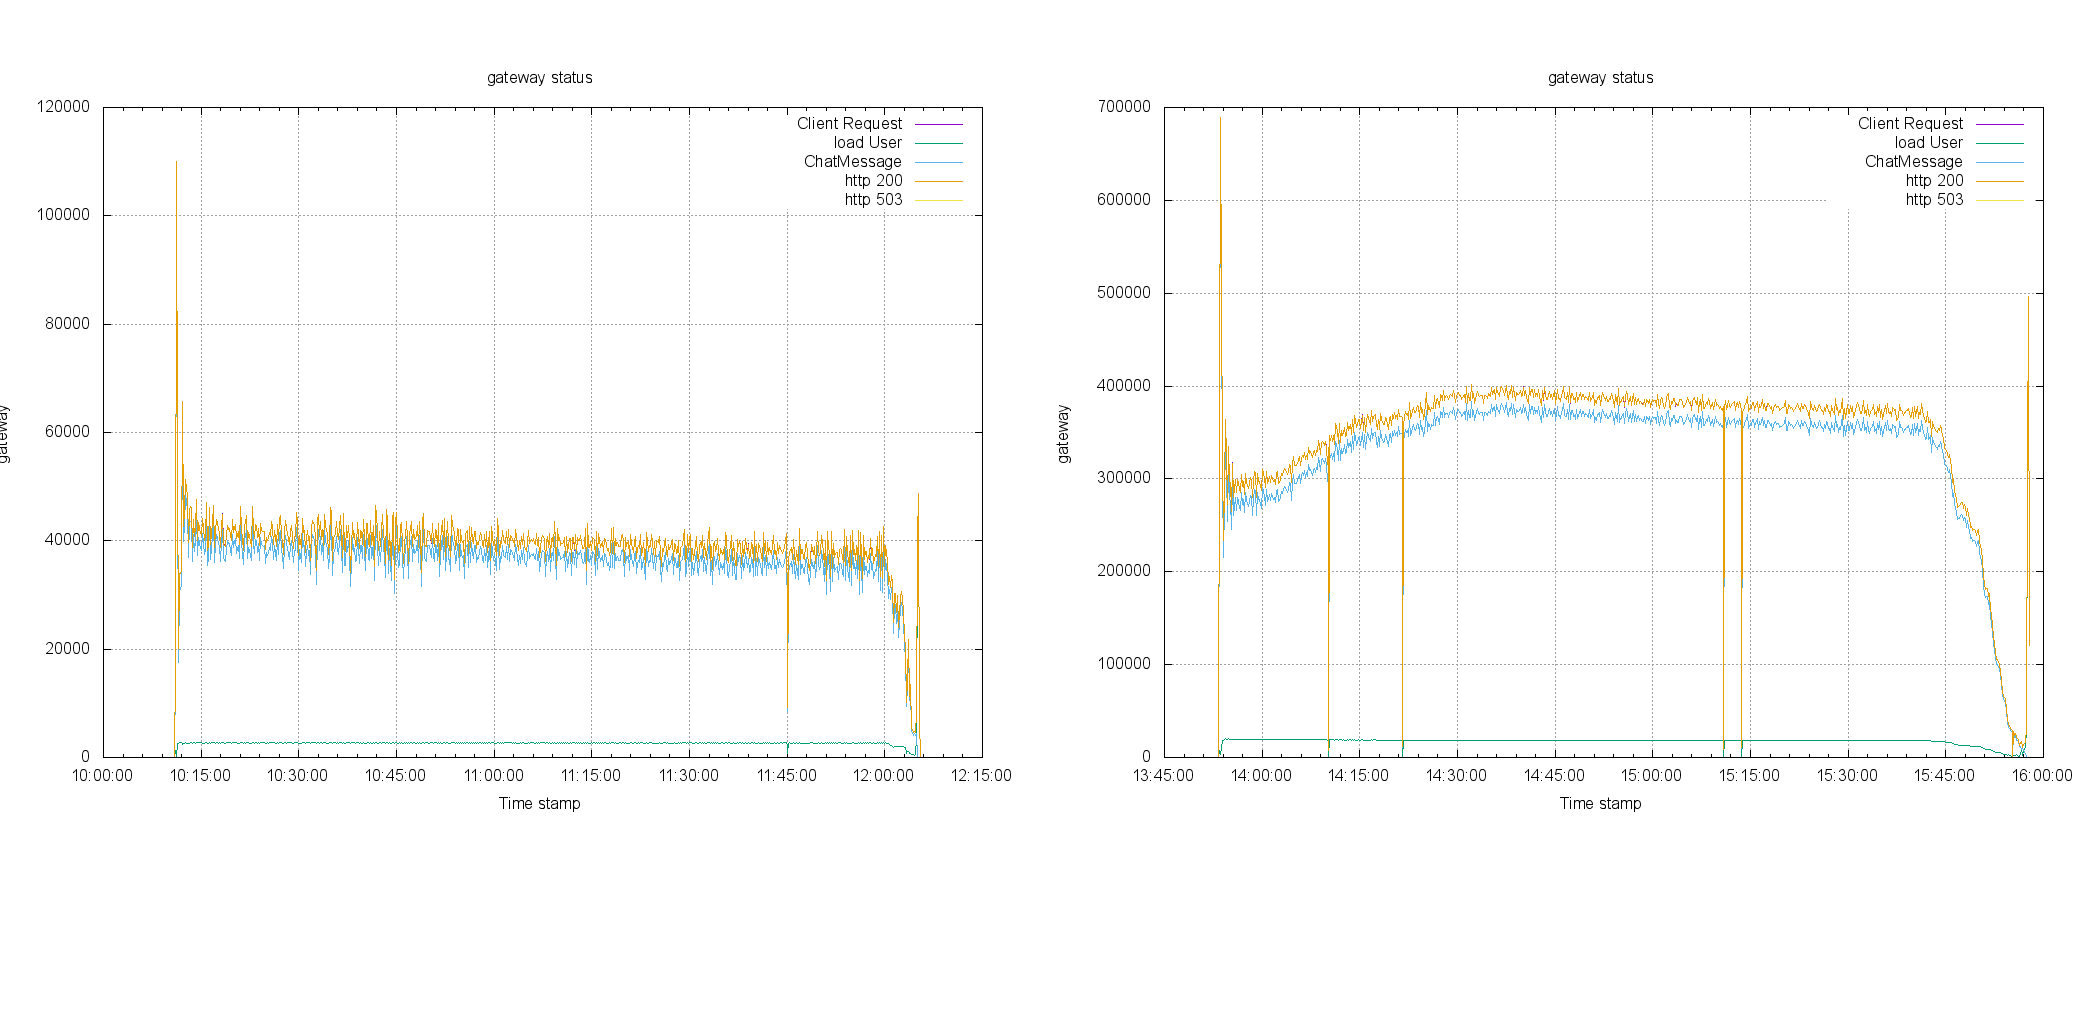 gateway status
120000
100000
80000
60000
40000
20000
0
gateway
Client Request
load User
ChatMessage
http 200
http 503
10:00:00 10:15:00 10:30:00 10:45:00 11:00:00 11:15:00 11:30:00 11:45:00 12:00:00 12:15:00
Time stamp
gateway status
700000
600000
500000
400000
300000
200000
100000
0
gateway
Client Request
load User
ChatMessage
http 200
http 503
13:45:00 14:00:00 14:15:00 14:30:00 14:45:00 15:00:00 15:15:00 15:30:00 15:45:00 16:00:00
Time stamp